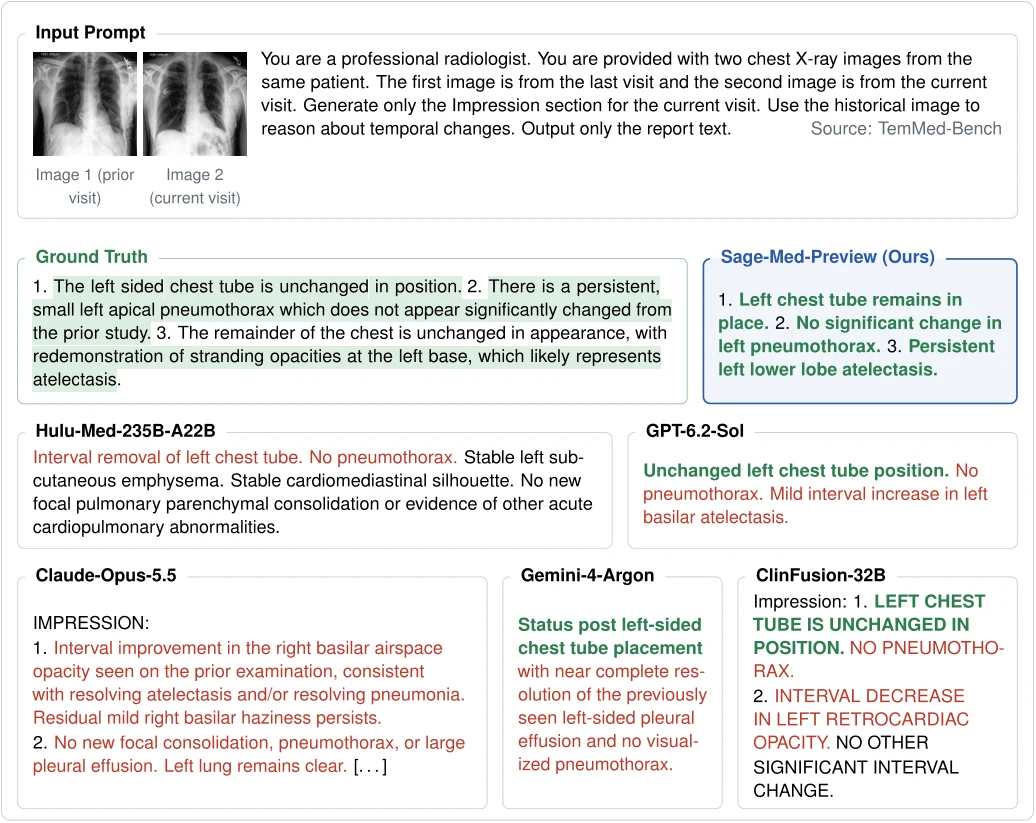 Input Prompt
You are a professional radiologist. You are provided with two chest X-ray images from the
same patient. The first image is from the last visit and the second image is from the current
visit. Generate only the Impression section for the current visit. Use the historical image to
reason about temporal changes. Output only the report text.
Source: TemMed-Bench
Image 1 (prior
visit)
Image 2
(current visit)
Ground Truth
1. The left sided chest tube is unchanged in position. 2. There is a persistent,
small left apical pneumothorax which does not appear significantly changed from
the prior study. 3. The remainder of the chest is unchanged in appearance, with
redemonstration of stranding opacities at the left base, which likely represents
atelectasis.
Sage-Med-Preview (Ours)
1. Left chest tube remains in
place. 2. No significant change in
left pneumothorax. 3. Persistent
left lower lobe atelectasis.
Hulu-Med-235B-A22B
Interval removal of left chest tube. No pneumothorax. Stable left sub-
cutaneous emphysema. Stable cardiomediastinal silhouette. No new
focal pulmonary parenchymal consolidation or evidence of other acute
cardiopulmonary abnormalities.
GPT-6.2-Sol
Unchanged left chest tube position. No
pneumothorax. Mild interval increase in left
basilar atelectasis.
Claude-Opus-5.5
IMPRESSION:
1. Interval improvement in the right basilar airspace
opacity seen on the prior examination, consistent
with resolving atelectasis and/or resolving pneumonia.
Residual mild right basilar haziness persists.
2. No new focal consolidation, pneumothorax, or large
pleural effusion. Left lung remains clear. [...]
Gemini-4-Argon
Status post left-sided
chest tube placement
with near complete res-
olution of the previously
seen left-sided pleural
effusion and no visual-
ized pneumothorax.
ClinFusion-32B
Impression: 1. LEFT CHEST
TUBE IS UNCHANGED IN
POSITION. NO PNEUMOTHO-
RAX.
2. INTERVAL DECREASE
IN LEFT RETROCARDIAC
OPACITY. NO OTHER
SIGNIFICANT INTERVAL
CHANGE.